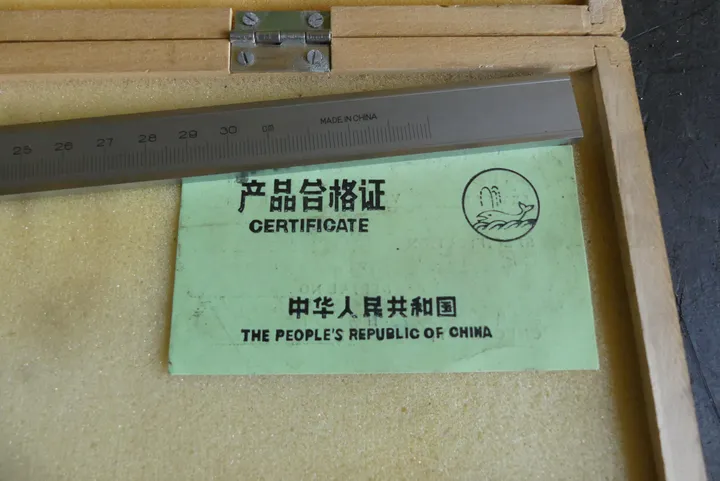 25 26 27 28 29 30 cm MADE IN CHINA
产品合格证
CERTIFICATE
中华人民共和国
THE PEOPLE'S REPUBLIC OF CHINA